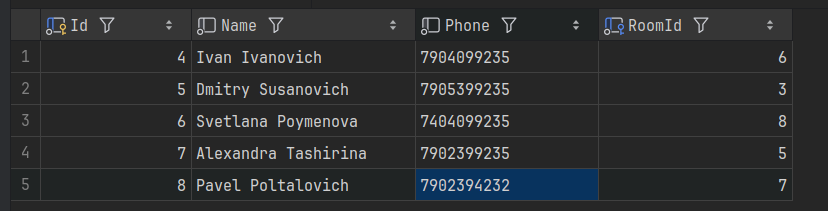 Id Name Phone RoomId
1 4 Ivan Ivanovich 7904099235 6
2 5 Dmitry Susanovich 7905399235 3
3 6 Svetlana Poymenova 7404099235 8
4 7 Alexandra Tashirina 7902399235 5
5 8 Pavel Poltalovich 7902394232 7